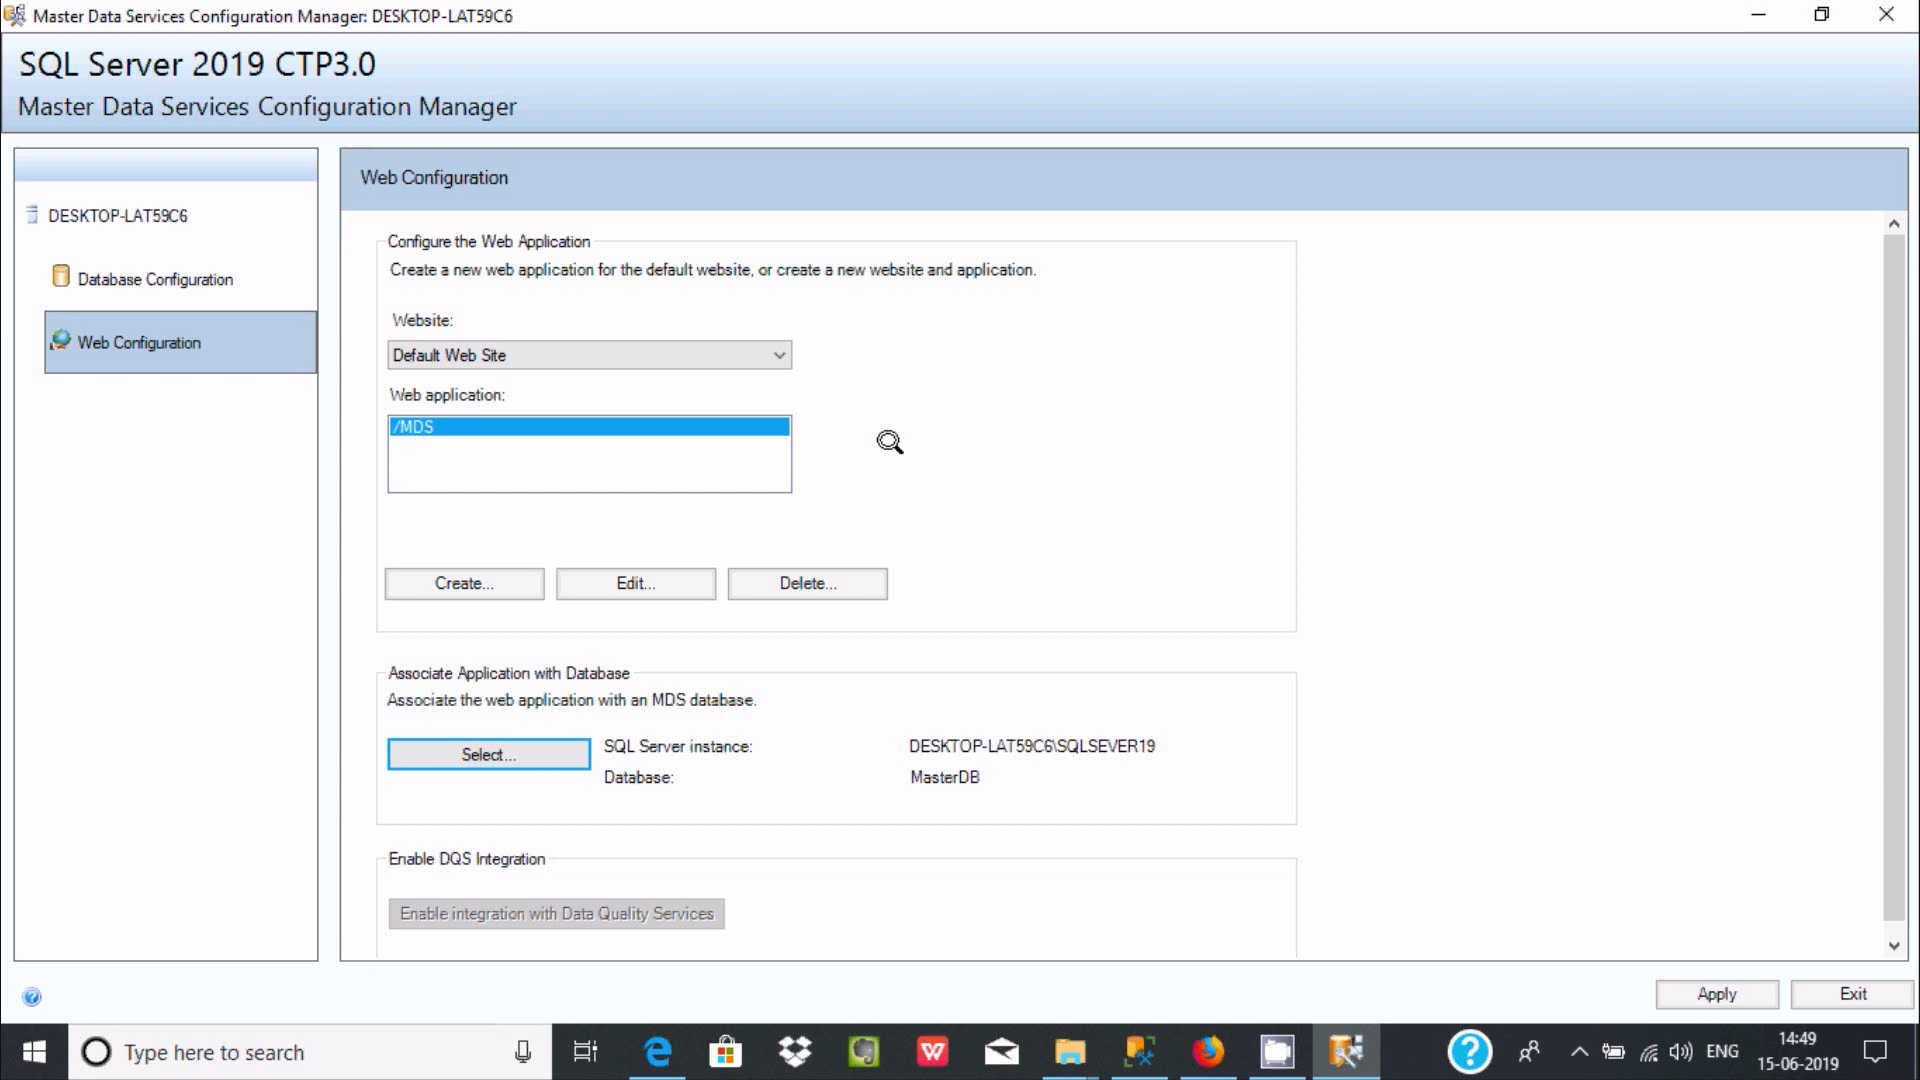 Master Data Services Configuration Manager: DESKTOP-LAT59C6
SQL Server 2019 CTP3.0
Master Data Services Configuration Manager
DESKTOP-LAT59C6
Database Configuration
Web Configuration
Web Configuration
Configure the Web Application
Create a new web application for the default website, or create a new website and application.
Website:
Default Web Site
Web application:
/MDS
Create...
Edit...
Delete...
Associate Application with Database
Associate the web application with an MDS database.
Select...
SQL Server instance:
DESKTOP-LAT59C6\SQLSEVER19
Database:
MasterDB
Enable DQS Integration
Enable integration with Data Quality Services
Apply
Exit
Type here to search
ENG
14:49
15-06-2019